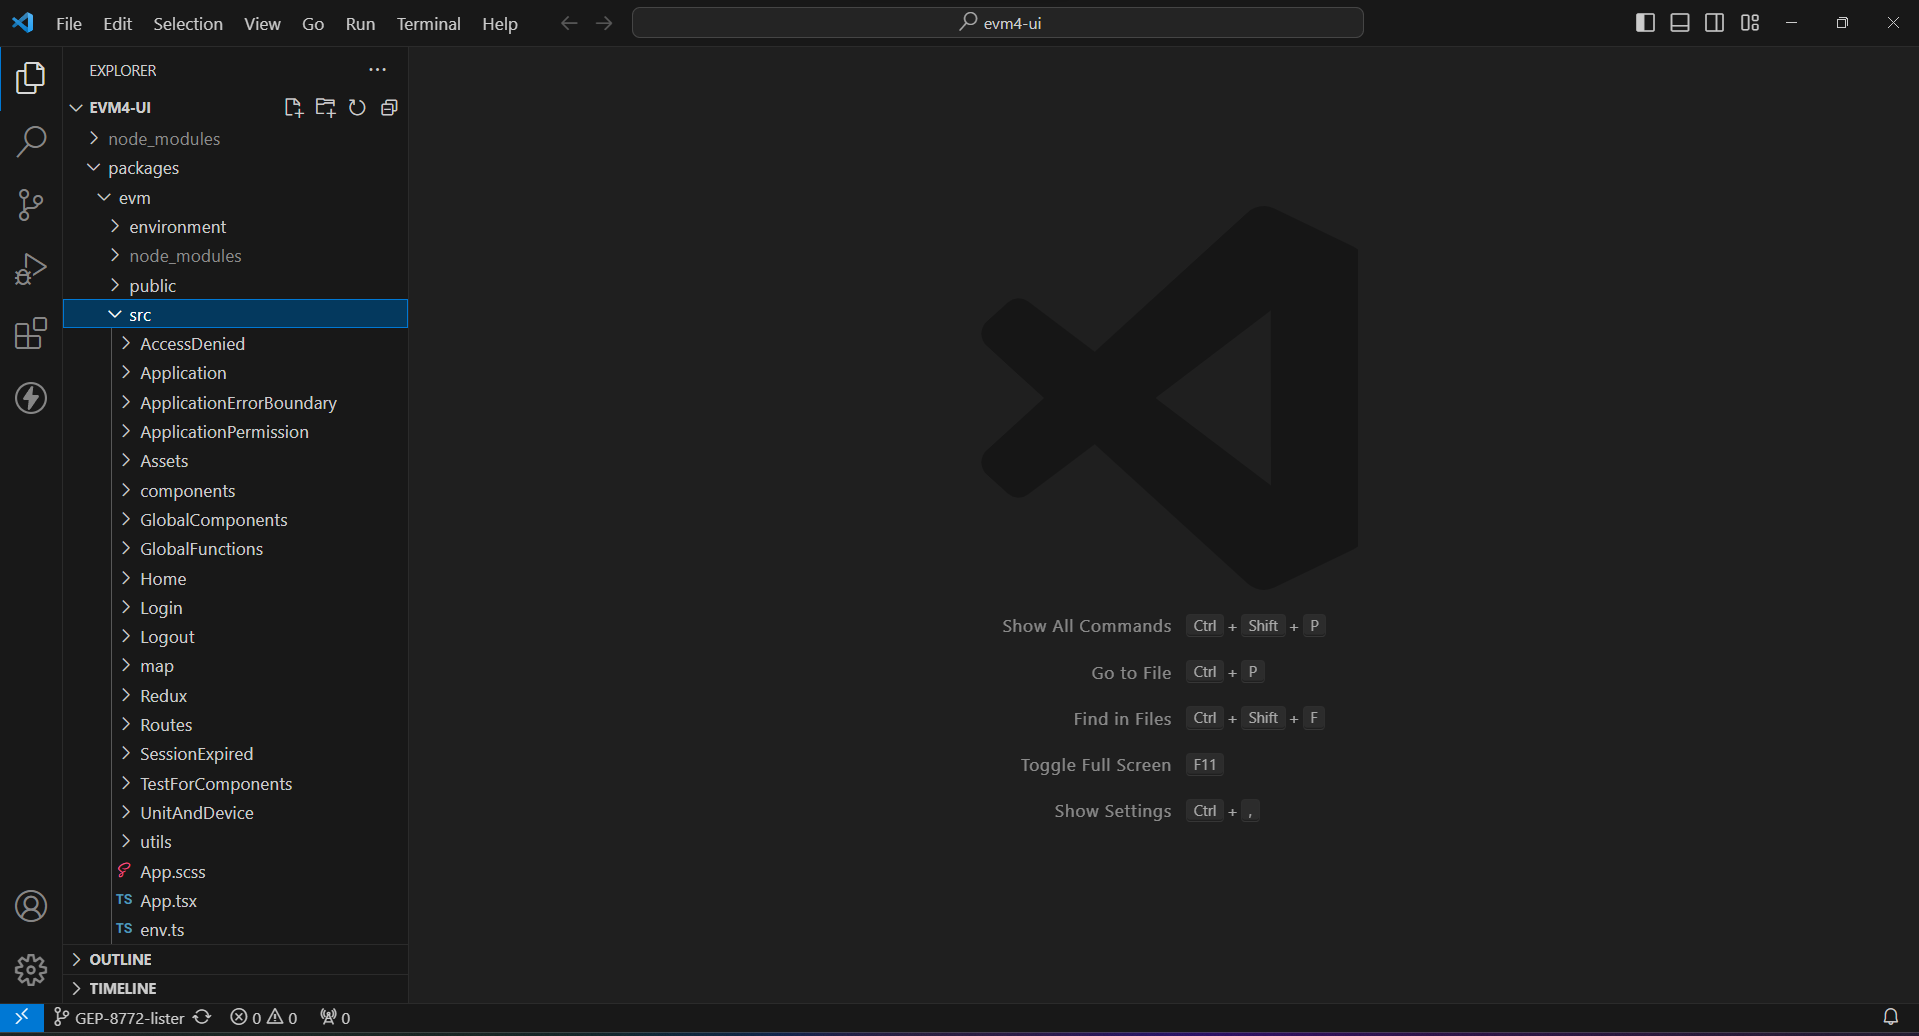 File Edit Selection View Go Run Terminal Help
evm4-ui
EXPLORER
EVM4-UI
node_modules
packages
evm
environment
node_modules
public
src
AccessDenied
Application
ApplicationErrorBoundary
ApplicationPermission
Assets
components
GlobalComponents
GlobalFunctions
Home
Login
Logout
map
Redux
Routes
SessionExpired
TestForComponents
UnitAndDevice
utils
App.scss
TS App.tsx
TS env.ts
OUTLINE
TIMELINE
Show All Commands Ctrl + Shift + P
Go to File Ctrl + P
Find in Files Ctrl + Shift + F
Toggle Full Screen F11
Show Settings Ctrl + ,
GEP-8772-lister 0 0 0